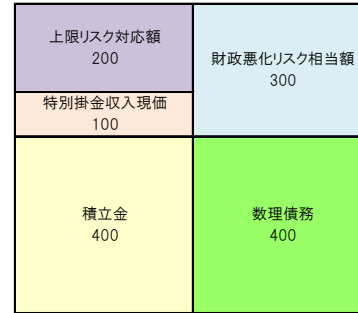 上限リスク対応額
200
特別掛金収入現価
100
財政悪化リスク相当額
300
積立金
400
数理債務
400